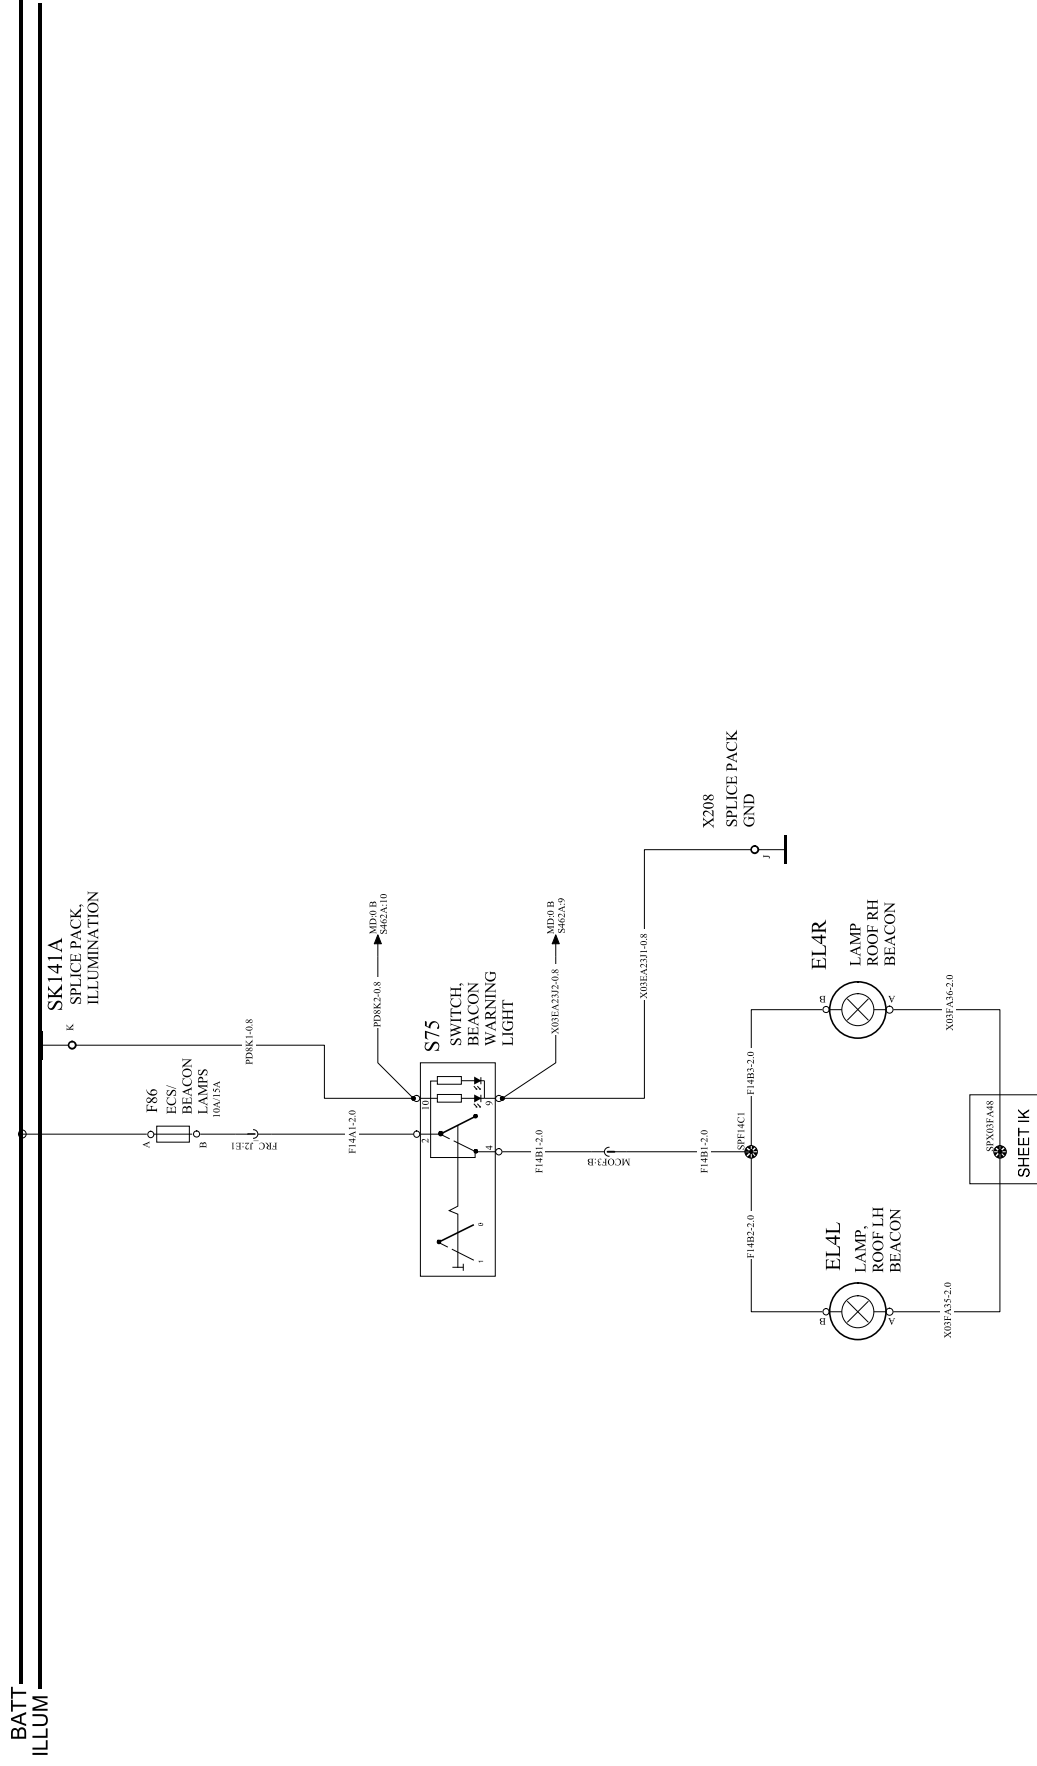 BATT
ILLUM
SK141A
SPLICE PACK,
ILLUMINATION
K
PD8K1-0.8
F86
ECS/
BEACON
LAMPS
10A/15A
A
B
FRC_J2:E1
F14A1-2.0
PD8K2-0.8
MD:0 B
S462A:10
S75
SWITCH,
BEACON
WARNING
LIGHT
2
10
4
9
1
0
X03EA23J2-0.8
MD:0 B
S462A:9
X03EA23J1-0.8
X208
SPLICE PACK
GND
J
F14B1-2.0
MCOF3:B
F14B1-2.0
SPF14C1
F14B2-2.0
F14B3-2.0
EL4L
LAMP,
ROOF LH
BEACON
B
A
X03FA35-2.0
EL4R
LAMP
ROOF RH
BEACON
B
A
X03FA36-2.0
SPX03FA48
SHEET IK